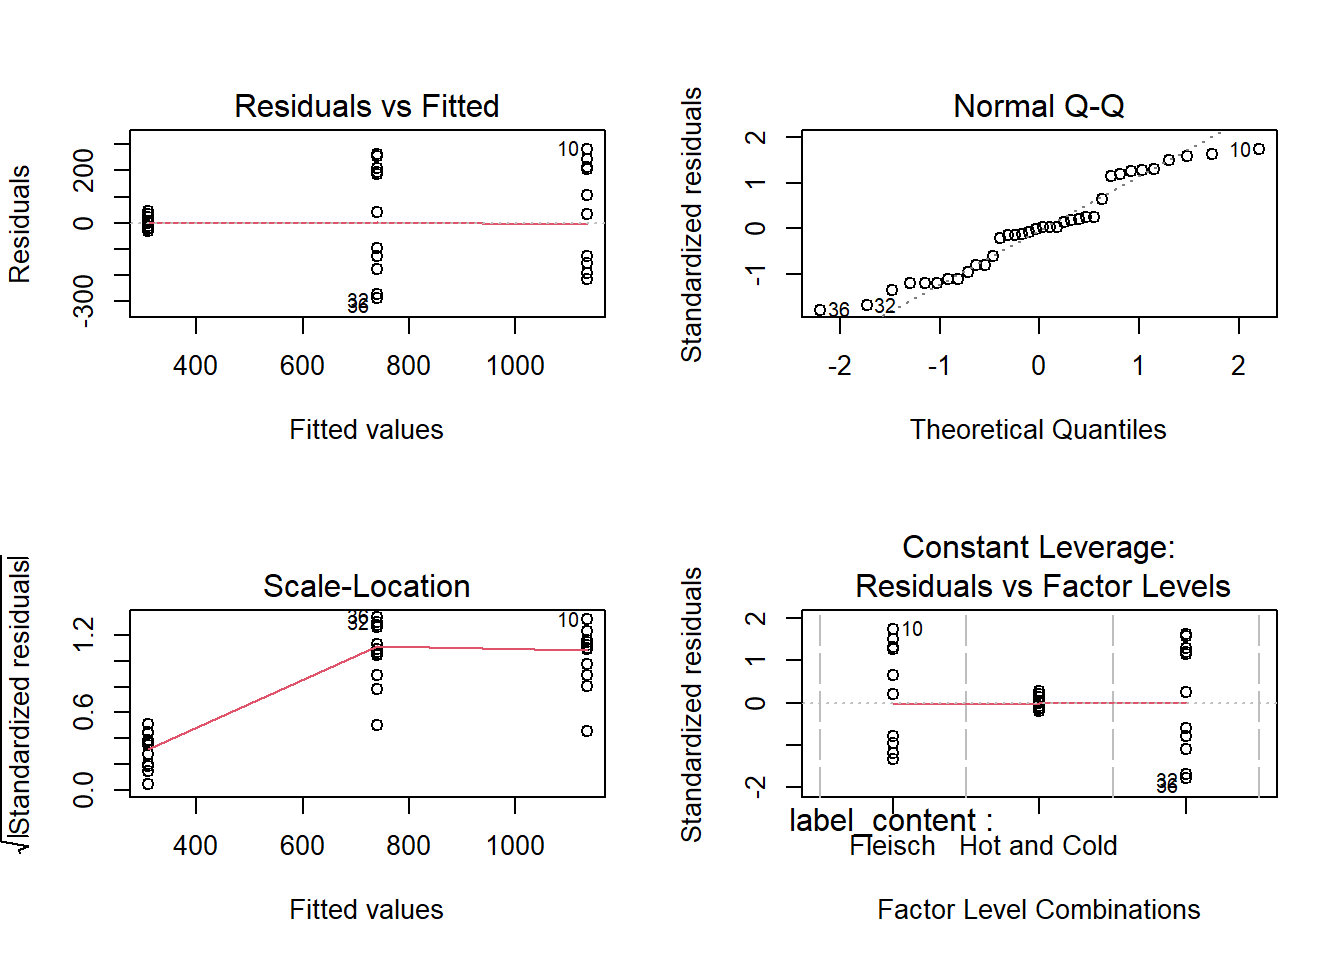 Residuals vs Fitted
Residuals
200
0
-300
10
32
36
400 600 800 1000
Fitted values
Normal Q-Q
Standardized residuals
2
1
0
-1
10
36
32
-2 -1 0 1 2
Theoretical Quantiles
Scale-Location
√|Standardized residuals|
1.2
0.6
0.0
36
32
10
400 600 800 1000
Fitted values
Constant Leverage:
Residuals vs Factor Levels
Standardized residuals
2
1
0
-2
10
32
36
label_content :
Fleisch Hot and Cold
Factor Level Combinations